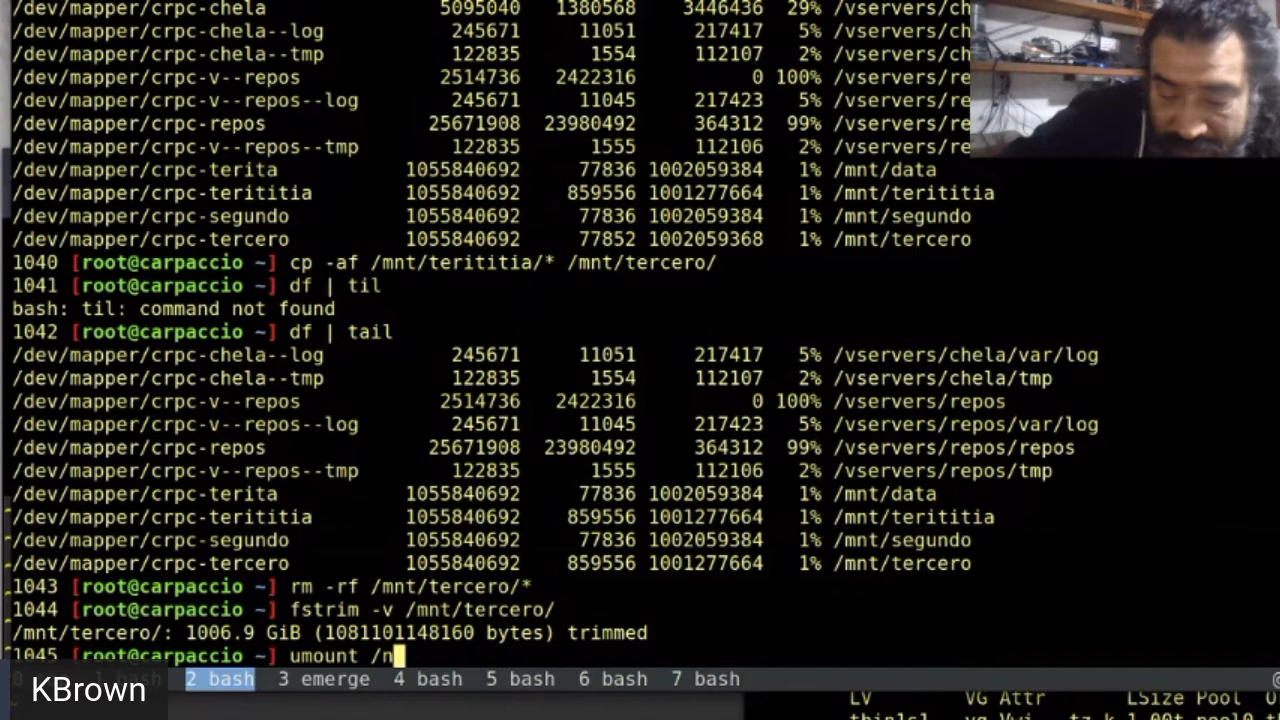 /dev/mapper/crpc-chela 5095040 1380568 3446436 29% /vservers/ch
/dev/mapper/crpc-chela--log 245671 11051 217417 5% /vservers/ch
/dev/mapper/crpc-chela--tmp 122835 1554 112107 2% /vservers/ch
/dev/mapper/crpc-v--repos 2514736 2422316 0 100% /vservers/re
/dev/mapper/crpc-v--repos--log 245671 11045 217423 5% /vservers/re
/dev/mapper/crpc-repos 25671908 23980492 364312 99% /vservers/re
/dev/mapper/crpc-v--repos--tmp 122835 1555 112106 2% /vservers/re
/dev/mapper/crpc-terita 1055840692 77836 1002059384 1% /mnt/data
/dev/mapper/crpc-terititia 1055840692 859556 1001277664 1% /mnt/terititia
/dev/mapper/crpc-segundo 1055840692 77836 1002059384 1% /mnt/segundo
/dev/mapper/crpc-tercero 1055840692 77852 1002059368 1% /mnt/tercero
1040 [root@carpaccio ~] cp -af /mnt/terititia/* /mnt/tercero/
1041 [root@carpaccio ~] df | til
bash: til: command not found
1042 [root@carpaccio ~] df | tail
/dev/mapper/crpc-chela--log 245671 11051 217417 5% /vservers/chela/var/log
/dev/mapper/crpc-chela--tmp 122835 1554 112107 2% /vservers/chela/tmp
/dev/mapper/crpc-v--repos 2514736 2422316 0 100% /vservers/repos
/dev/mapper/crpc-v--repos--log 245671 11045 217423 5% /vservers/repos/var/log
/dev/mapper/crpc-repos 25671908 23980492 364312 99% /vservers/repos/repos
/dev/mapper/crpc-v--repos--tmp 122835 1555 112106 2% /vservers/repos/tmp
/dev/mapper/crpc-terita 1055840692 77836 1002059384 1% /mnt/data
/dev/mapper/crpc-terititia 1055840692 859556 1001277664 1% /mnt/terititia
/dev/mapper/crpc-segundo 1055840692 77836 1002059384 1% /mnt/segundo
/dev/mapper/crpc-tercero 1055840692 859556 1001277664 1% /mnt/tercero
1043 [root@carpaccio ~] rm -rf /mnt/tercero/*
1044 [root@carpaccio ~] fstrim -v /mnt/tercero/
/mnt/tercero/: 1006.9 GiB (1081101148160 bytes) trimmed
1045 [root@carpaccio ~] umount /n
2 bash 3 emerge 4 bash 5 bash 6 bash 7 bash
KBrown
LV VG Attr LSize Pool